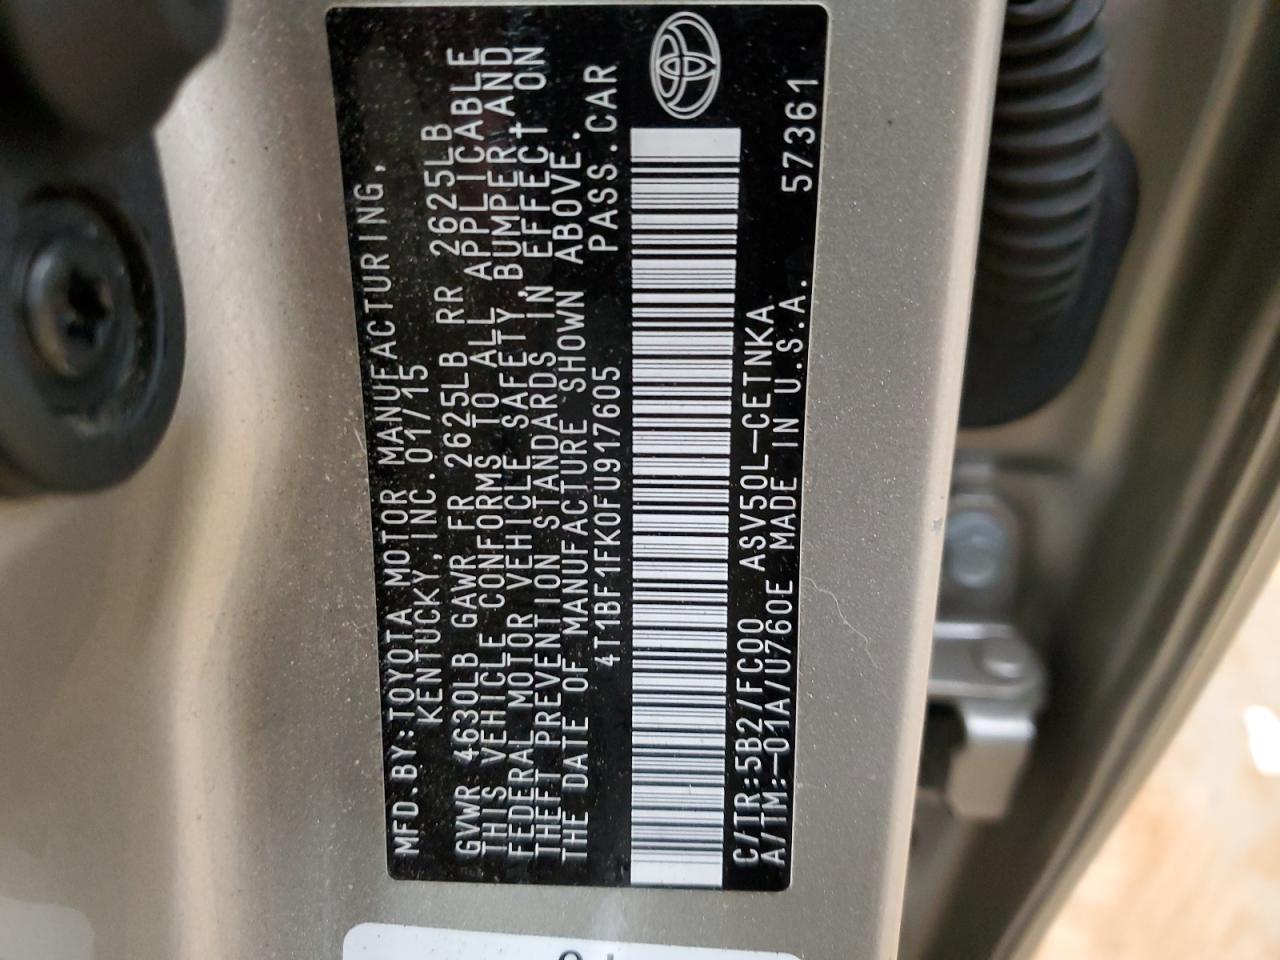 MFD.BY:TOYOTA MOTOR MANUFACTURING,
KENTUCKY,INC.01/15
GVWR 4630LB GAWR FR 2625LB RR 2625LB
THIS VEHICLE CONFORMS TO ALL APPLICABLE
FEDERAL MOTOR VEHICLE SAFETY,BUMPER,AND
THEFT PREVENTION STANDARDS IN EFFECT ON
THE DATE OF MANUFACTURE SHOWN ABOVE.
4T1BF1FK0FU917605 PASS.CAR
C/TR:5B2/FC00 ASV50L-CETNKA
A/TM:-01A/U760E MADE IN U.S.A. 57361